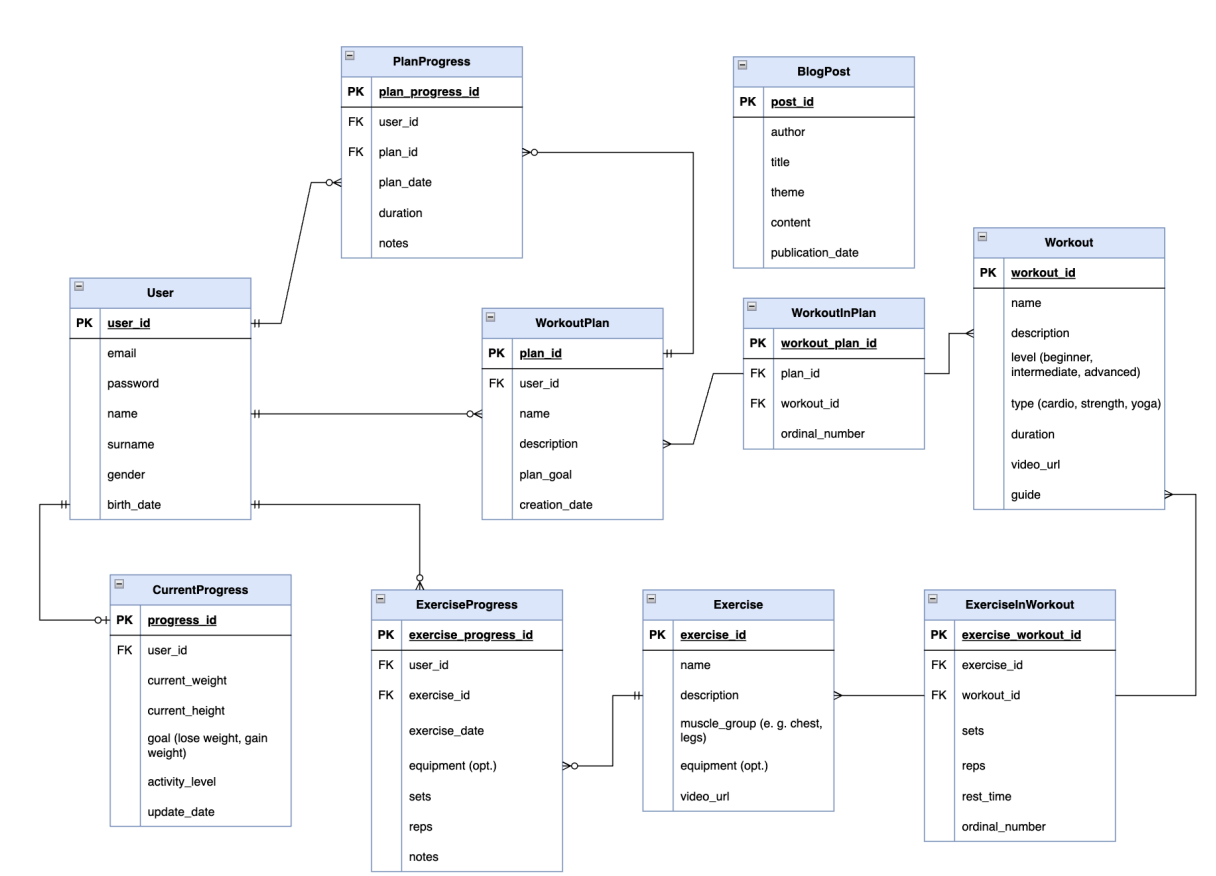 PlanProgress
PK plan_progress_id
FK user_id
FK plan_id
plan_date
duration
notes
BlogPost
PK post_id
author
title
theme
content
publication_date
Workout
PK workout_id
name
description
level (beginner,
intermediate, advanced)
type (cardio, strength, yoga)
duration
video_url
guide
User
PK user_id
email
password
name
surname
gender
birth_date
WorkoutPlan
PK plan_id
FK user_id
name
description
plan_goal
creation_date
WorkoutInPlan
PK workout_plan_id
FK plan_id
FK workout_id
ordinal_number
CurrentProgress
PK progress_id
FK user_id
current_weight
current_height
goal (lose weight, gain
weight)
activity_level
update_date
ExerciseProgress
PK exercise_progress_id
FK user_id
FK exercise_id
exercise_date
equipment (opt.)
sets
reps
notes
Exercise
PK exercise_id
name
description
muscle_group (e. g. chest,
legs)
equipment (opt.)
video_url
ExerciseInWorkout
PK exercise_workout_id
FK exercise_id
FK workout_id
sets
reps
rest_time
ordinal_number